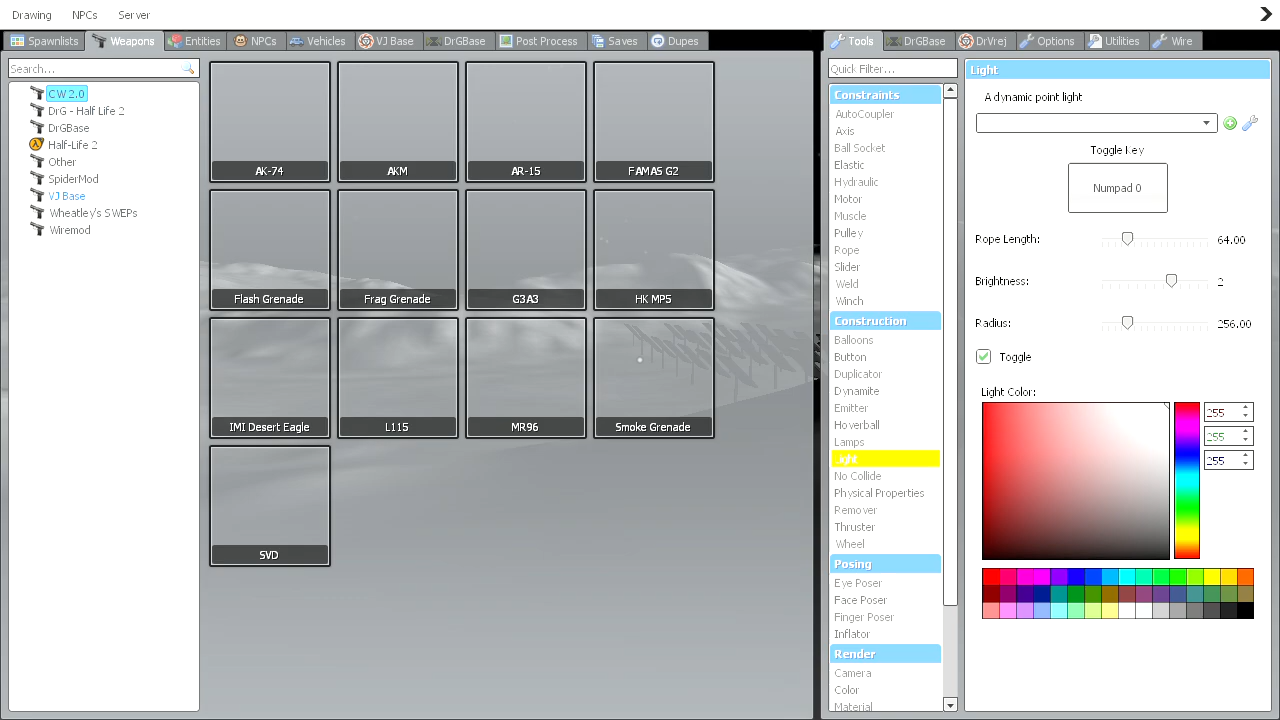 Drawing NPCs Server
Spawnlists Weapons Entities NPCs Vehicles VJ Base DrGBase Post Process Saves Dupes
Tools DrGBase DrVrej Options Utilities Wire
Search...
CW 2.0
DrG - Half Life 2
DrGBase
Half-Life 2
Other
SpiderMod
VJ Base
Wheatley's SWEPs
Wiremod
AK-74 AKM AR-15 FAMAS G2
Flash Grenade Frag Grenade G3A3 HK MP5
IMI Desert Eagle L115 MR96 Smoke Grenade
SVD
Quick Filter...
Constraints
AutoCoupler
Axis
Ball Socket
Elastic
Hydraulic
Motor
Muscle
Pulley
Rope
Slider
Weld
Winch
Construction
Balloons
Button
Duplicator
Dynamite
Emitter
Hoverball
Lamps
Light
No Collide
Physical Properties
Remover
Thruster
Wheel
Posing
Eye Poser
Face Poser
Finger Poser
Inflator
Render
Camera
Color
Material
Light
A dynamic point light
Toggle Key
Numpad 0
Rope Length: 64.00
Brightness: 2
Radius: 256.00
Toggle
Light Color:
255
255
255